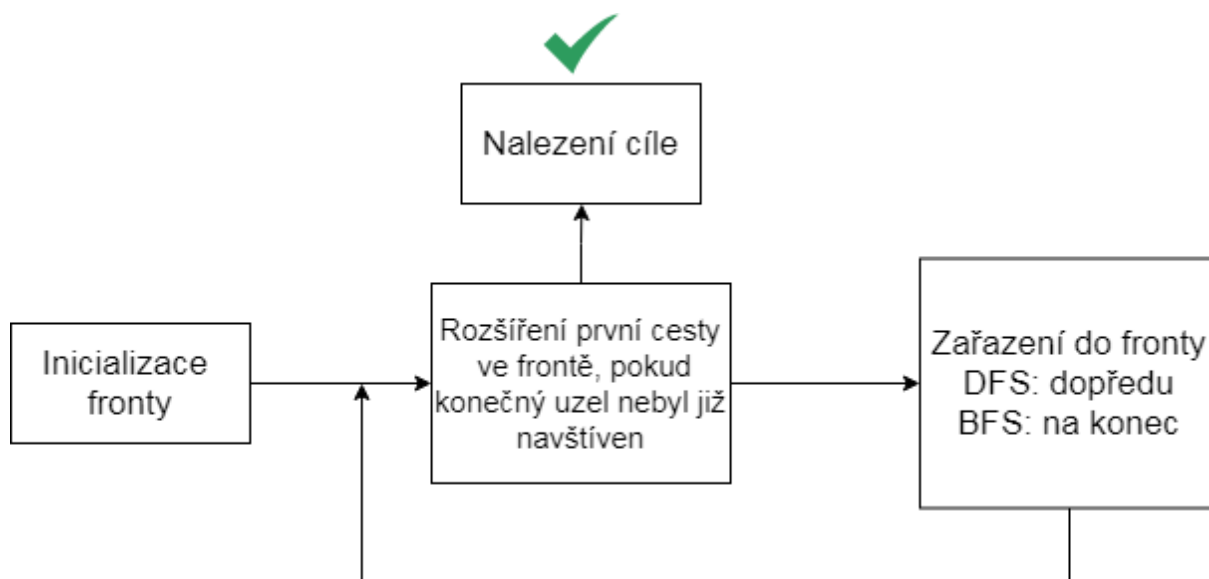 Nalezení cíle
Inicializace
fronty
Rozšíření první cesty
ve frontě, pokud
konečný uzel nebyl již
navštíven
Zařazení do fronty
DFS: dopředu
BFS: na konec